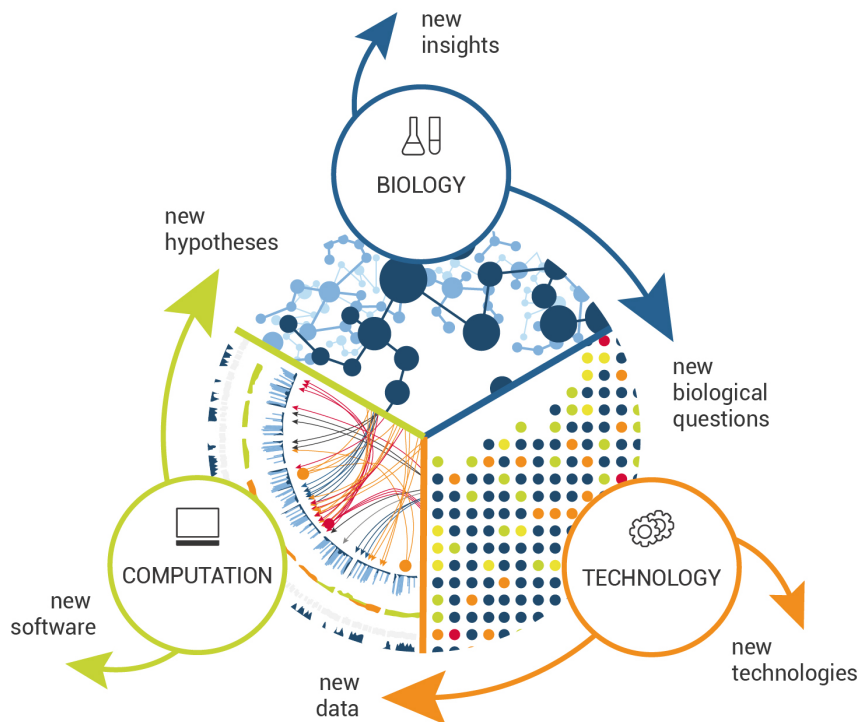 new
insights
BIOLOGY
new
hypotheses
new
biological
questions
COMPUTATION
TECHNOLOGY
new
software
new
technologies
new
data